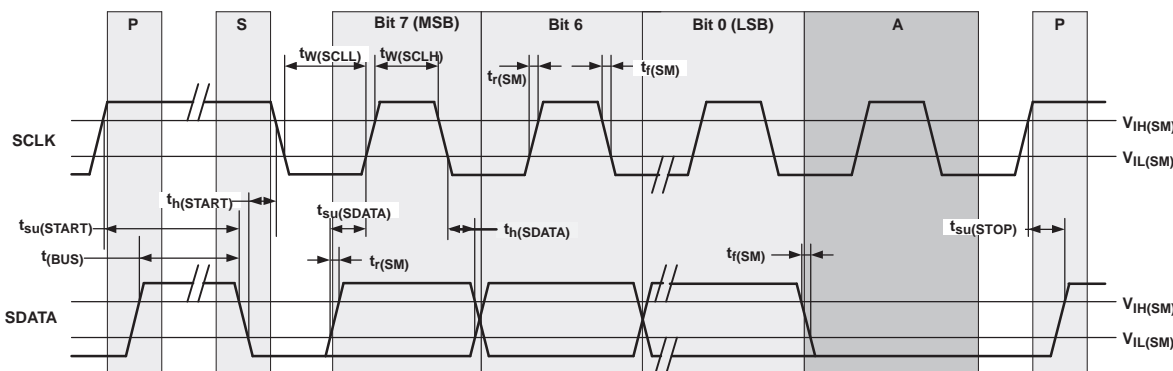 P S Bit 7 (MSB) Bit 6 Bit 0 (LSB) A P
tW(SCLL) tW(SCLH)
tr(SM) tf(SM)
SCLK
VIH(SM)
VIL(SM)
th(START)
tsu(START)
t(BUS)
tsu(SDATA)
th(SDATA)
tr(SM)
tf(SM)
tsu(STOP)
SDATA
VIH(SM)
VIL(SM)